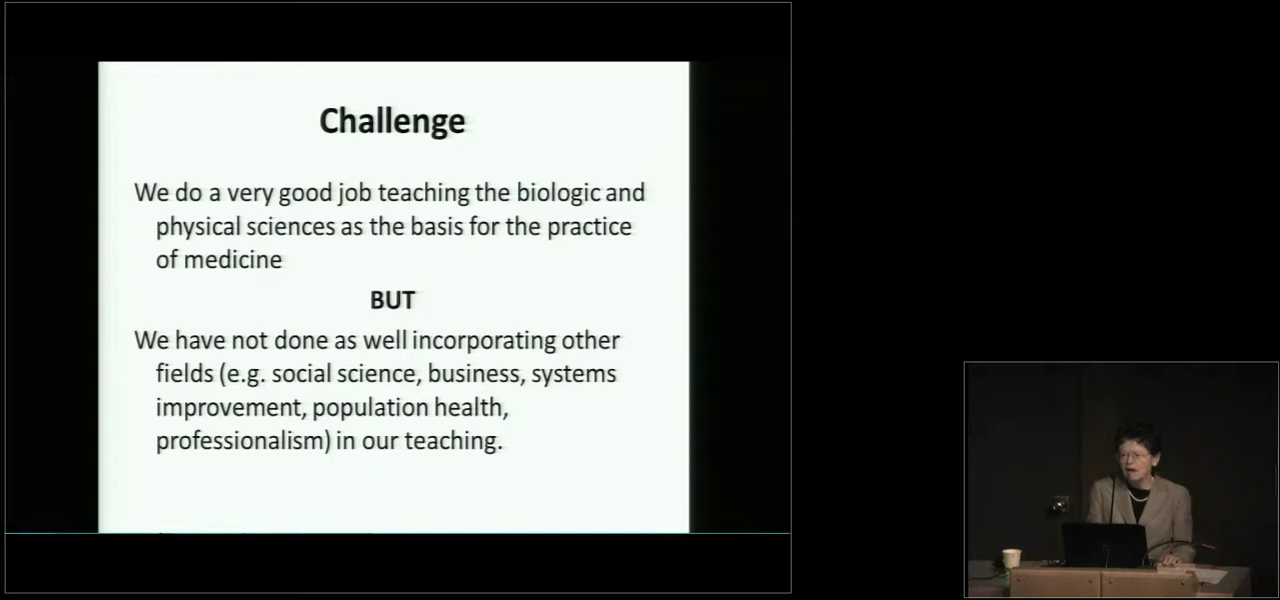 Challenge
We do a very good job teaching the biologic and
physical sciences as the basis for the practice
of medicine
BUT
We have not done as well incorporating other
fields (e.g. social science, business, systems
improvement, population health,
professionalism) in our teaching.